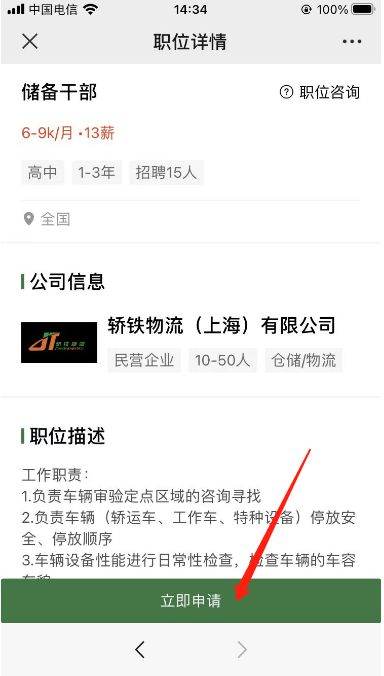 中国电信 14:34 100%
职位详情
储备干部 职位咨询
6-9k/月·13薪
高中 1-3年 招聘15人
全国
公司信息
轿铁物流（上海）有限公司
民营企业 10-50人 仓储/物流
职位描述
工作职责：
1.负责车辆审验定点区域的咨询寻找
2.负责车辆（轿运车、工作车、特种设备）停放安
全、停放顺序
3.车辆设备性能进行日常性检查，检查车辆的车容
立即申请